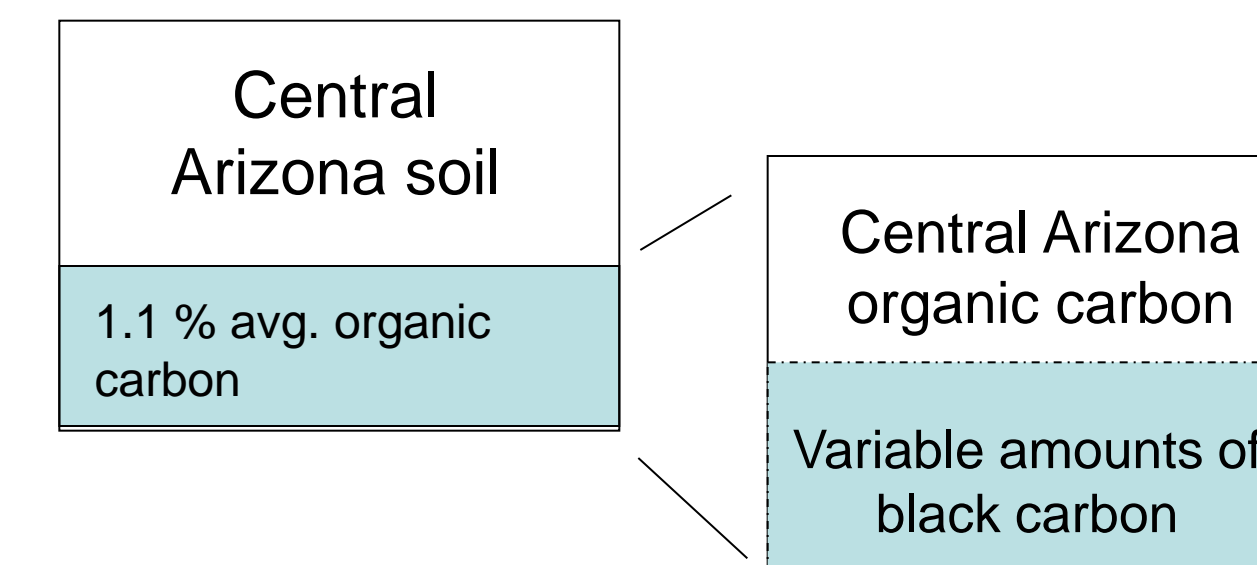 Central
Arizona soil
1.1 % avg. organic
carbon
Central Arizona
organic carbon
Variable amounts of
black carbon